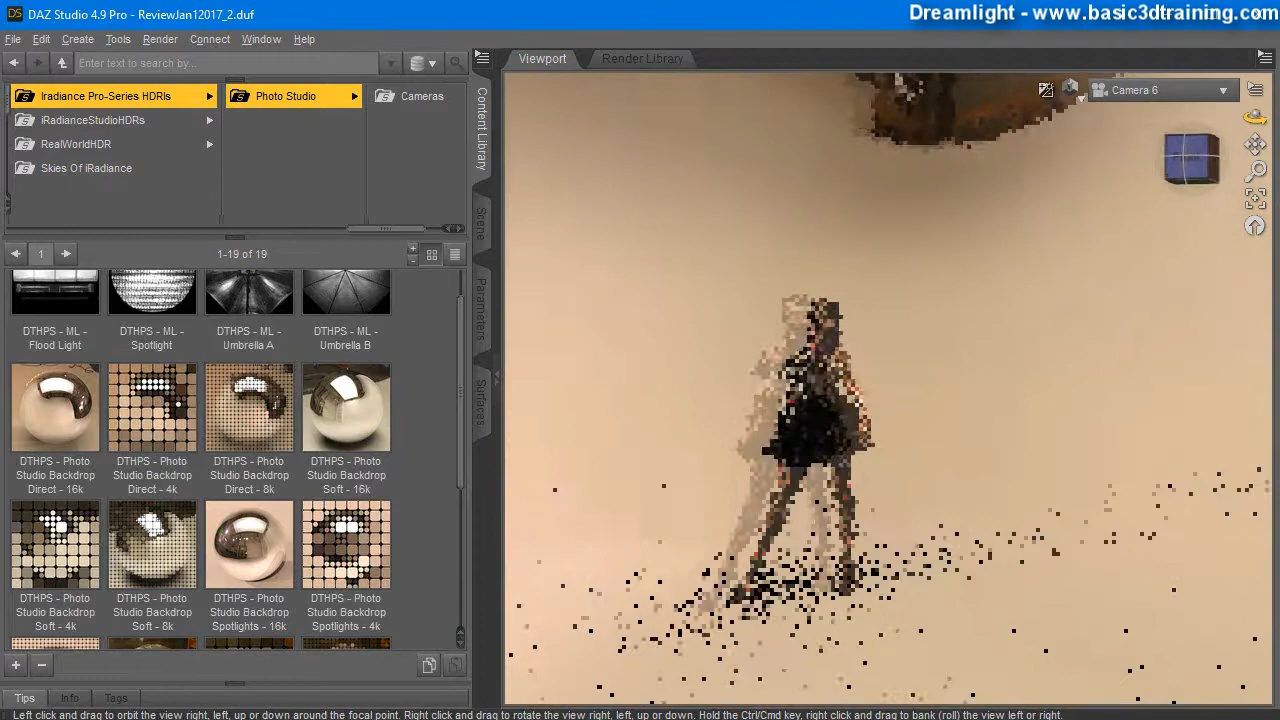 DAZ Studio 4.9 Pro - ReviewJan12017_2.duf
Dreamlight - www.basic3dtraining.com
File Edit Create Tools Render Connect Window Help
Enter text to search by...
Viewport Render Library
Iradiance Pro-Series HDRIs
Photo Studio
Cameras
iRadianceStudioHDRs
RealWorldHDR
Skies Of iRadiance
Camera 6
Content Library
Scene
Parameters
Surfaces
1
1-19 of 19
DTHPS - ML -
Flood Light
DTHPS - ML -
Spotlight
DTHPS - ML -
Umbrella A
DTHPS - ML -
Umbrella B
DTHPS - Photo
Studio Backdrop
Direct - 16k
DTHPS - Photo
Studio Backdrop
Direct - 4k
DTHPS - Photo
Studio Backdrop
Direct - 8k
DTHPS - Photo
Studio Backdrop
Soft - 16k
DTHPS - Photo
Studio Backdrop
Soft - 4k
DTHPS - Photo
Studio Backdrop
Soft - 8k
DTHPS - Photo
Studio Backdrop
Spotlights - 16k
DTHPS - Photo
Studio Backdrop
Spotlights - 4k
Tips Info Tags
Left click and drag to orbit the view right, left, up or down around the focal point. Right click and drag to rotate the view right, left, up or down. Hold the Ctrl/Cmd key, right click and drag to bank (roll) the view left or right.